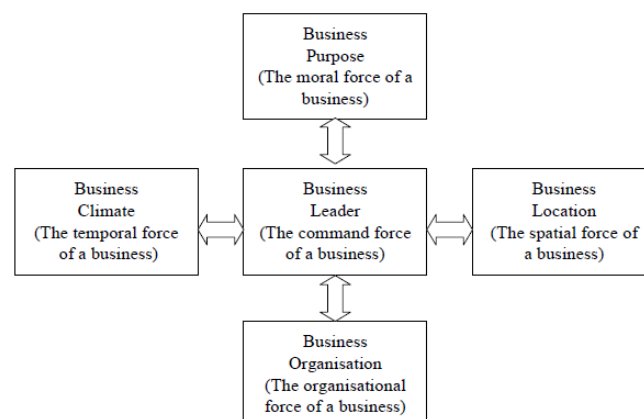 Business
Purpose
(The moral force of a
business)
Business
Climate
(The temporal force
of a business)
Business
Leader
(The command force
of a business)
Business
Location
(The spatial force of
a business)
Business
Organisation
(The organisational
force of a business)